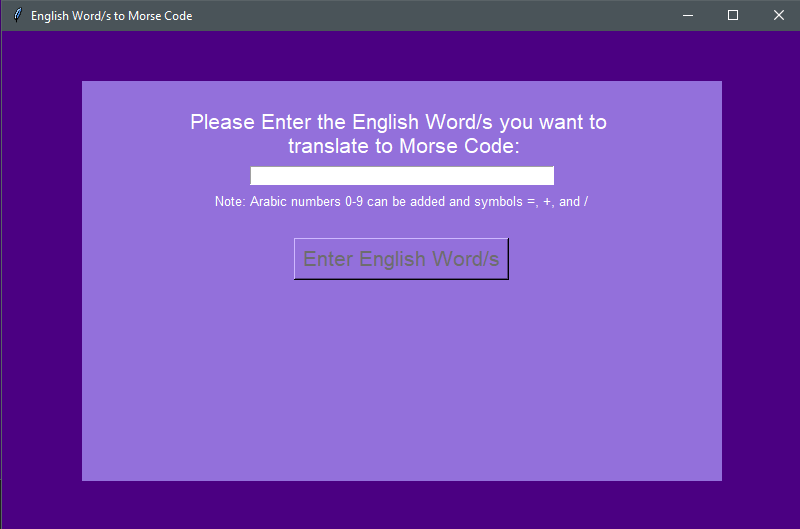 English Word/s to Morse Code
Please Enter the English Word/s you want to
translate to Morse Code:
Note: Arabic numbers 0-9 can be added and symbols =, +, and /
Enter English Word/s